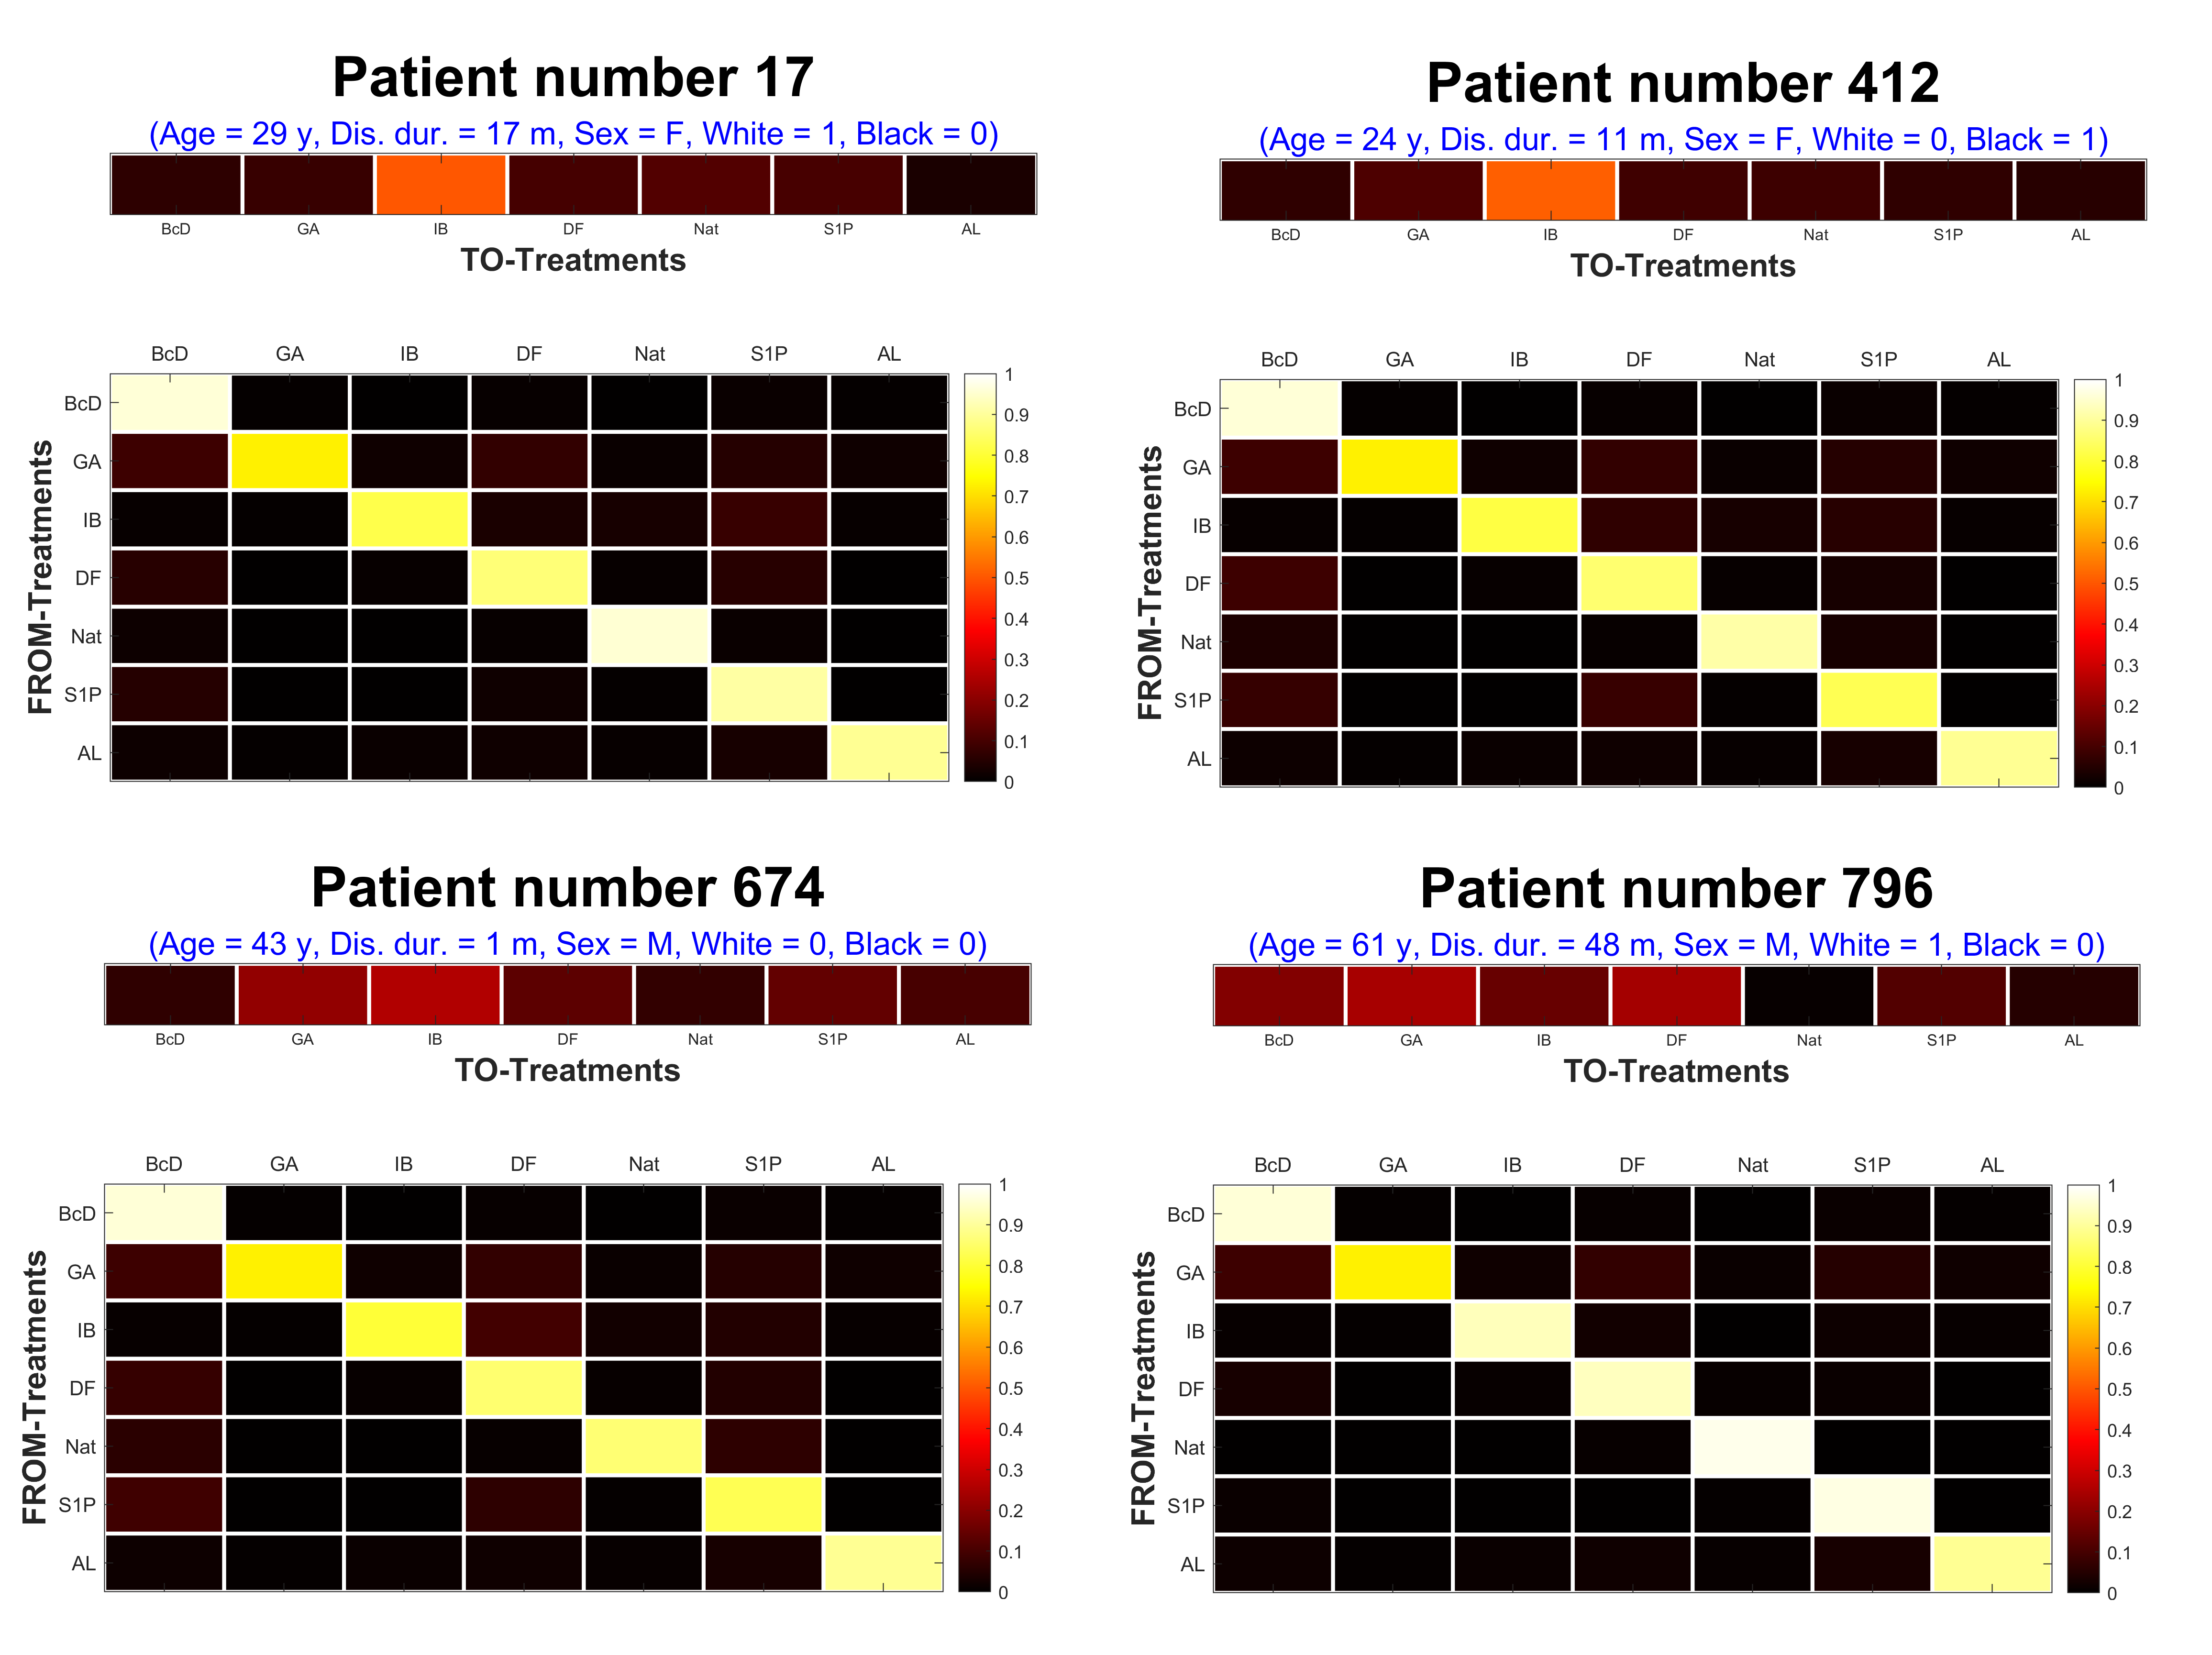 Patient number 17
(Age = 29 y, Dis. dur. = 17 m, Sex = F, White = 1, Black = 0)
BcD GA IB DF Nat S1P AL
TO-Treatments
BcD GA IB DF Nat S1P AL
FROM-Treatments
BcD
GA
IB
DF
Nat
S1P
AL
1
0.9
0.8
0.7
0.6
0.5
0.4
0.3
0.2
0.1
0
Patient number 412
(Age = 24 y, Dis. dur. = 11 m, Sex = F, White = 0, Black = 1)
BcD GA IB DF Nat S1P AL
TO-Treatments
BcD GA IB DF Nat S1P AL
FROM-Treatments
BcD
GA
IB
DF
Nat
S1P
AL
1
0.9
0.8
0.7
0.6
0.5
0.4
0.3
0.2
0.1
0
Patient number 674
(Age = 43 y, Dis. dur. = 1 m, Sex = M, White = 0, Black = 0)
BcD GA IB DF Nat S1P AL
TO-Treatments
BcD GA IB DF Nat S1P AL
FROM-Treatments
BcD
GA
IB
DF
Nat
S1P
AL
1
0.9
0.8
0.7
0.6
0.5
0.4
0.3
0.2
0.1
0
Patient number 796
(Age = 61 y, Dis. dur. = 48 m, Sex = M, White = 1, Black = 0)
BcD GA IB DF Nat S1P AL
TO-Treatments
BcD GA IB DF Nat S1P AL
FROM-Treatments
BcD
GA
IB
DF
Nat
S1P
AL
1
0.9
0.8
0.7
0.6
0.5
0.4
0.3
0.2
0.1
0